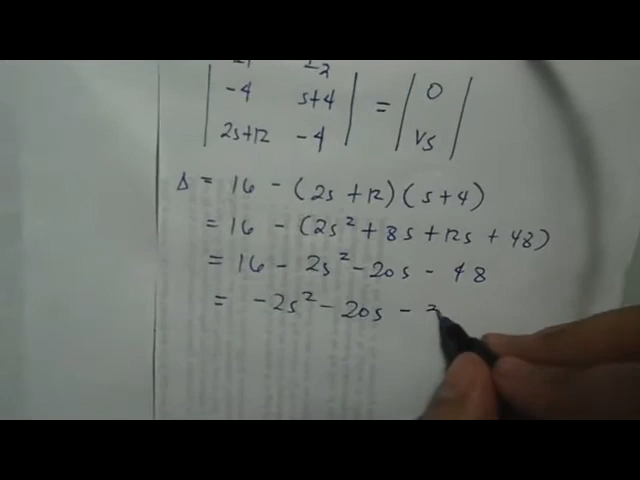 -4 s+4 = 0
2s+12 -4 Vs
Δ = 16 - (2s + 12) (s + 4)
= 16 - (2s² + 8s + 12s + 48)
= 16 - 2s² - 20s - 48
= -2s² - 20s -